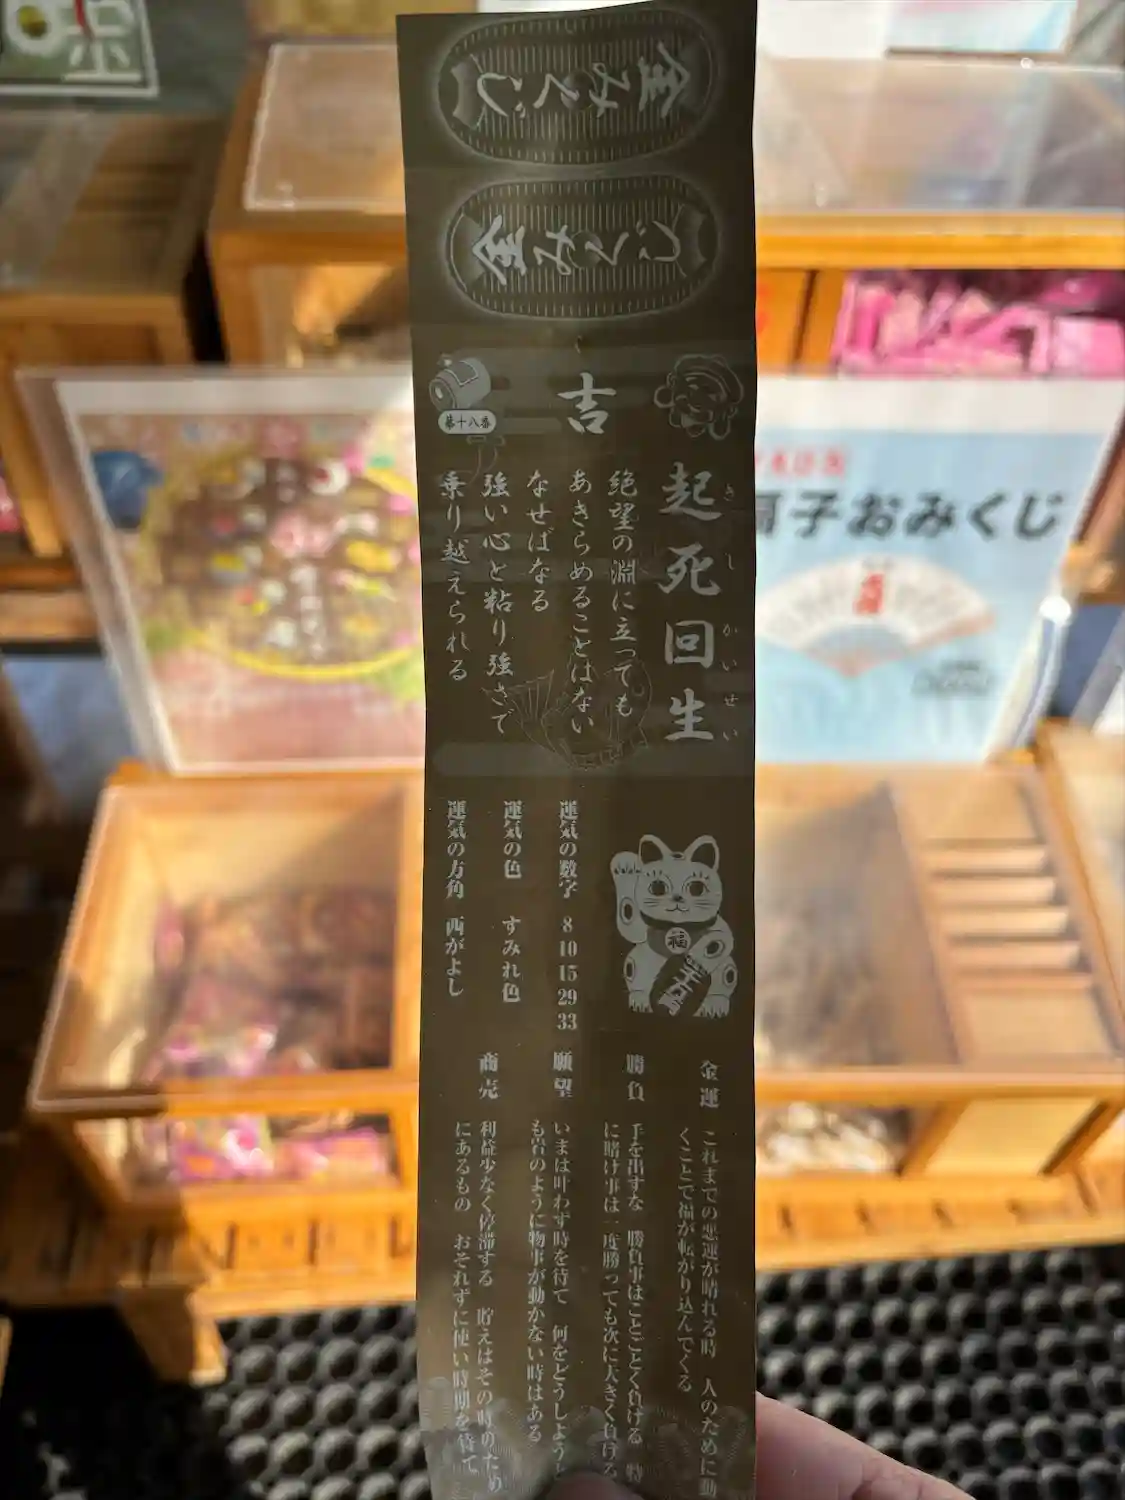 金みくじ
金みくじ
吉
第十八番
起死回生
きしかいせい
絶望の淵に立っても
あきらめることはない
なせばなる
強い心と粘り強さで
乗り越えられる
福
運気の数字 8 10 15 29 33
運気の色 すみれ色
運気の方角 西がよし
金運 これまでの悪運が晴れる時 人のために動
くことで福が転がり込んでくる
勝負 手を出すな 勝負事はことごとく負ける 特
に賭け事は一度勝っても次に大きく負ける
願望 いまは叶わず時を待て 何をどうしようと
も岩のように物事が動かない時はある
商売 利益少なく停滞する 貯えはその時のため
にあるもの おそれずに使い時期を待て
子おみくじ